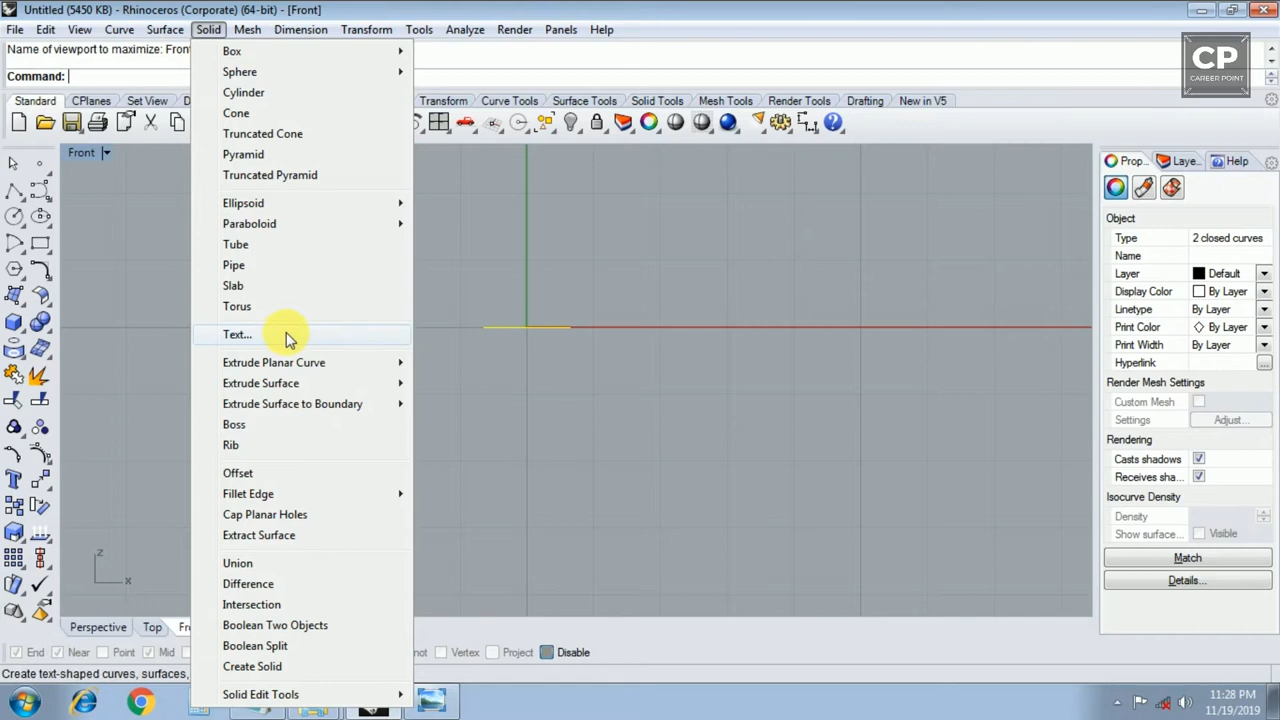 Untitled (5450 KB) - Rhinoceros (Corporate) (64-bit) - [Front]
File Edit View Curve Surface Solid Mesh Dimension Transform Tools Analyze Render Panels Help
Name of viewport to maximize: Fron
Command:
CP
CAREER POINT
Standard CPlanes Set View D Transform Curve Tools Surface Tools Solid Tools Mesh Tools Render Tools Drafting New in V5
Front
Box
Sphere
Cylinder
Cone
Truncated Cone
Pyramid
Truncated Pyramid
Ellipsoid
Paraboloid
Tube
Pipe
Slab
Torus
Text...
Extrude Planar Curve
Extrude Surface
Extrude Surface to Boundary
Boss
Rib
Offset
Fillet Edge
Cap Planar Holes
Extract Surface
Union
Difference
Intersection
Boolean Two Objects
Boolean Split
Create Solid
Solid Edit Tools
z
x
Prop... Laye... Help
Object
Type 2 closed curves
Name
Layer Default
Display Color By Layer
Linetype By Layer
Print Color By Layer
Print Width By Layer
Hyperlink ...
Render Mesh Settings
Custom Mesh
Settings Adjust...
Rendering
Casts shadows
Receives sha...
Isocurve Density
Density
Show surface... Visible
Match
Details...
Perspective Top Fr
End Near Point Mid not Vertex Project Disable
Create text-shaped curves, surfaces,
11:28 PM
11/19/2019